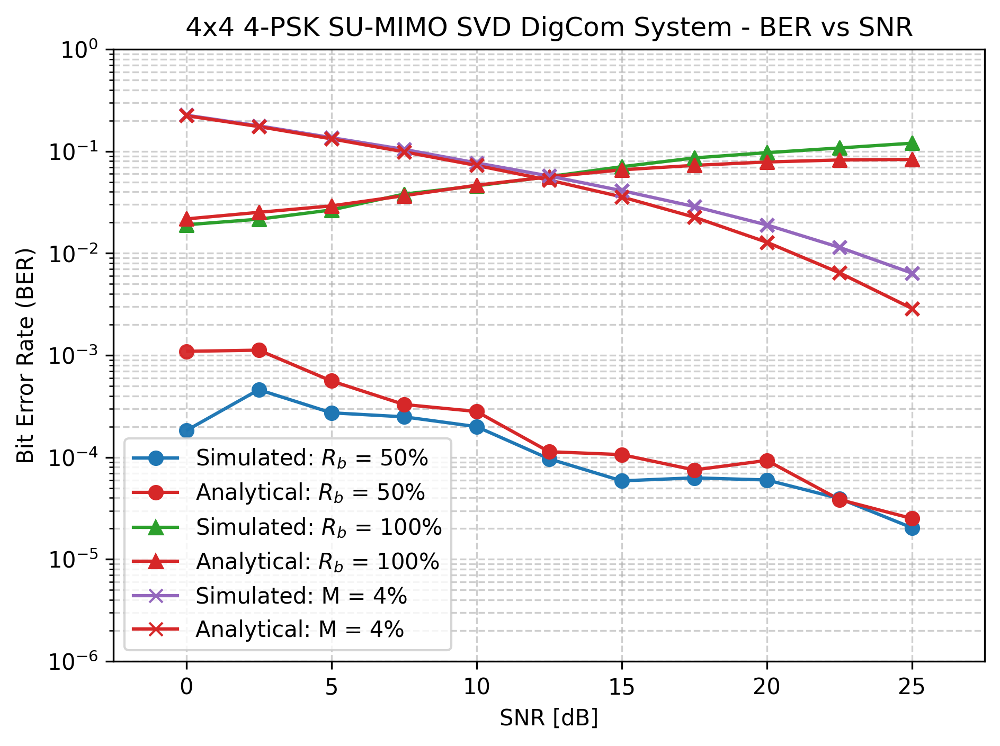 4x4 4-PSK SU-MIMO SVD DigCom System - BER vs SNR
Bit Error Rate (BER)
10⁰
10⁻¹
10⁻²
10⁻³
10⁻⁴
10⁻⁵
10⁻⁶
Simulated: R_b = 50%
Analytical: R_b = 50%
Simulated: R_b = 100%
Analytical: R_b = 100%
Simulated: M = 4%
Analytical: M = 4%
0 5 10 15 20 25
SNR [dB]